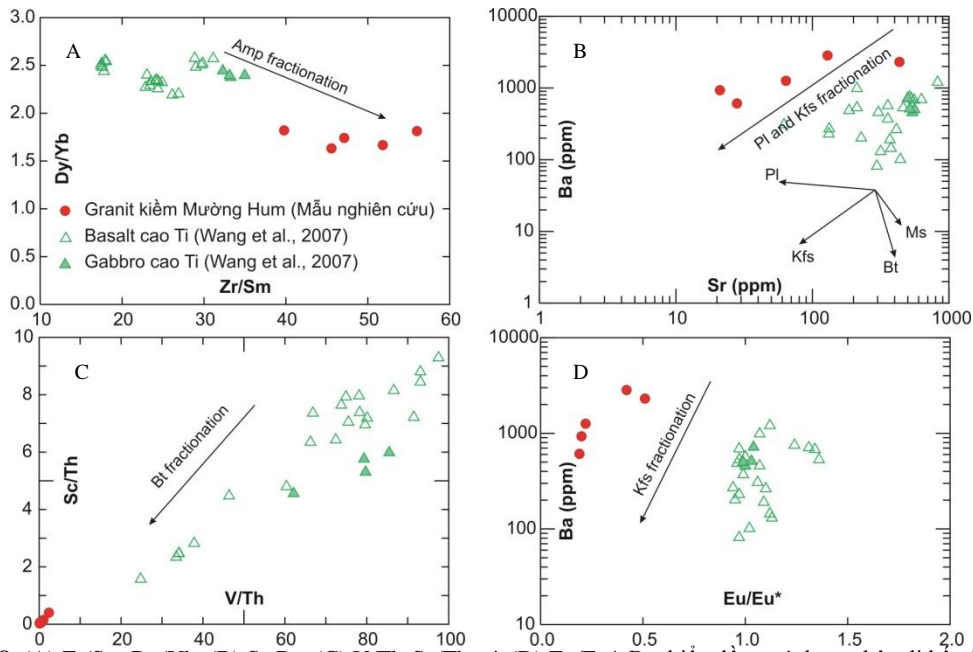 3.0
2.5
2.0
1.5
1.0
0.5
0.0
Dy/Yb
A
Amp fractionation
Granit kiềm Mường Hum (Mẫu nghiên cứu)
Basalt cao Ti (Wang et al., 2007)
Gabbro cao Ti (Wang et al., 2007)
Zr/Sm
10 20 30 40 50 60
10000
1000
100
10
1
Ba (ppm)
B
Pl and Kfs fractionation
Pl
Kfs
Ms
Bt
Sr (ppm)
1 10 100 1000
10
8
6
4
2
0
Sc/Th
C
Bt fractionation
V/Th
0 20 40 60 80 100
10000
1000
100
10
Ba (ppm)
D
Kfs fractionation
Eu/Eu*
0.0 0.5 1.0 1.5 2.0